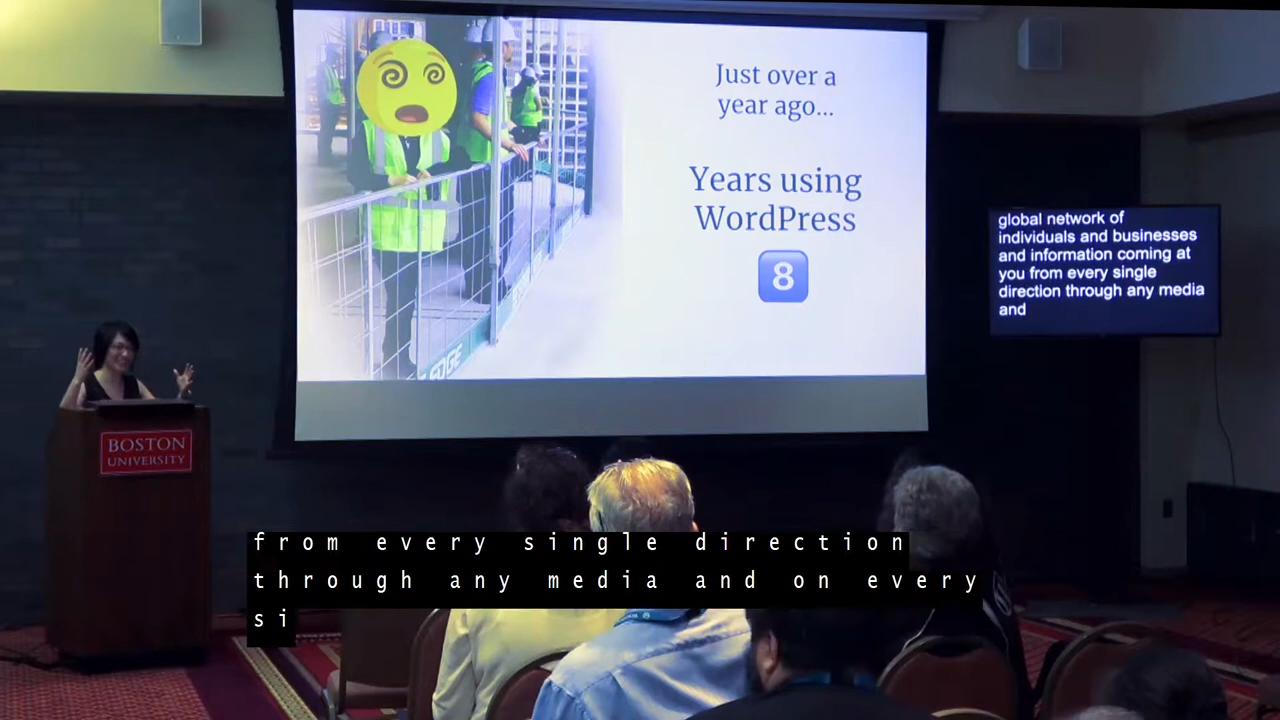 Just over a
year ago...
Years using
WordPress
8
EDGE
global network of
individuals and businesses
and information coming at
you from every single
direction through any media
and
BOSTON
UNIVERSITY
from every single direction
through any media and on every
si